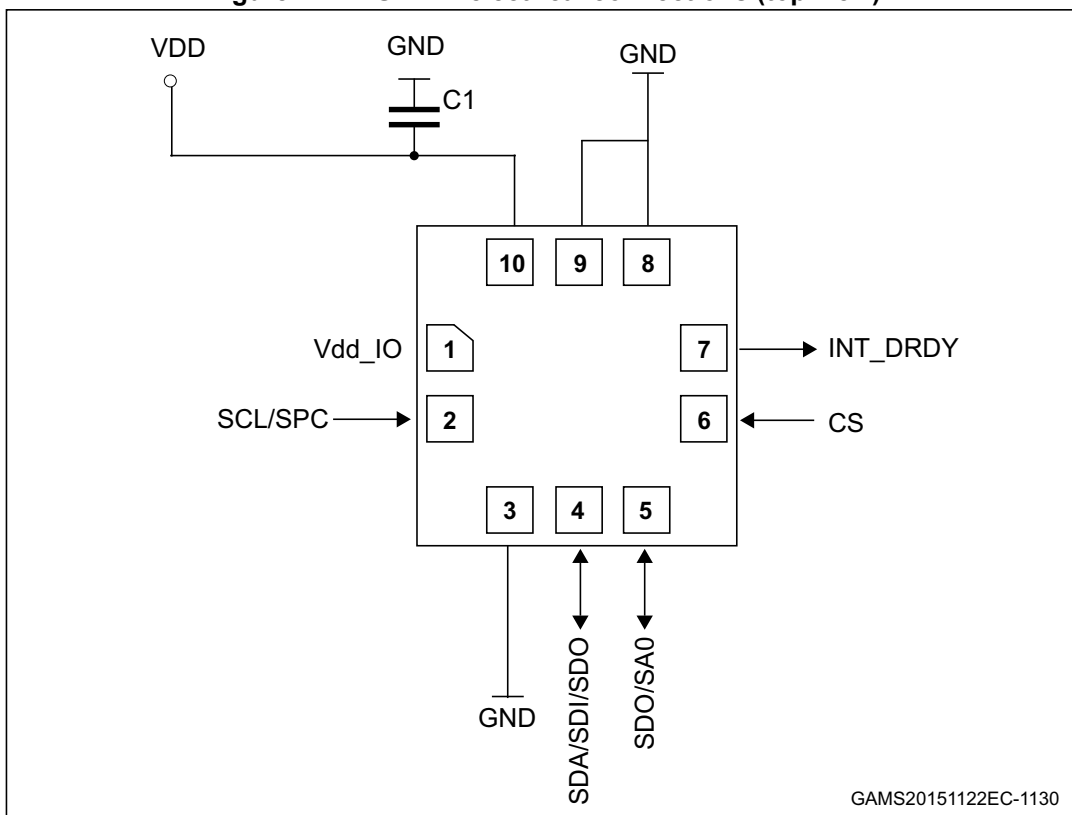 VDD
GND
C1
GND
10
9
8
Vdd_IO
1
7
INT_DRDY
SCL/SPC
2
6
CS
3
4
5
GND
SDA/SDI/SDO
SDO/SA0
GAMS20151122EC-1130